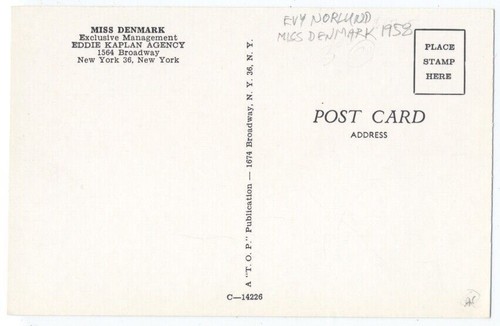 MISS DENMARK
Exclusive Management
EDDIE KAPLAN AGENCY
1564 Broadway
New York 36, New York
A "T. O. P." Publication — 1674 Broadway, N. Y. 36, N. Y.
C—14226
EVY NORLUND
MISS DENMARK 1958
PLACE
STAMP
HERE
POST CARD
ADDRESS